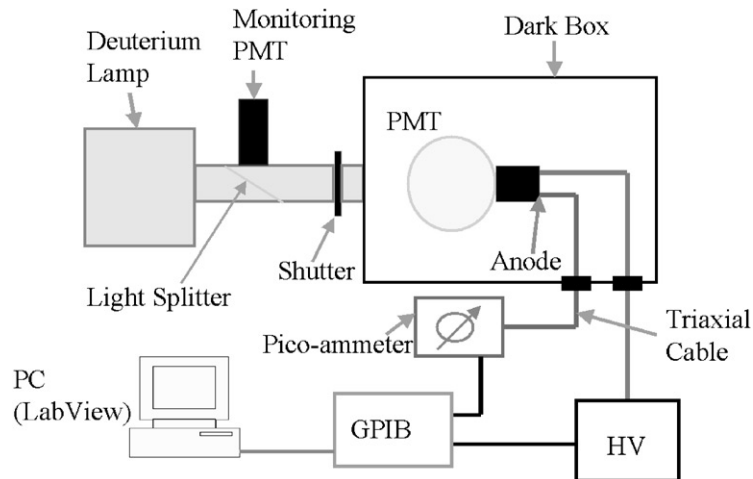 Deuterium
Lamp
Monitoring
PMT
Dark Box
PMT
Light Splitter
Shutter
Anode
Pico-ammeter
Triaxial
Cable
PC
(LabView)
GPIB
HV